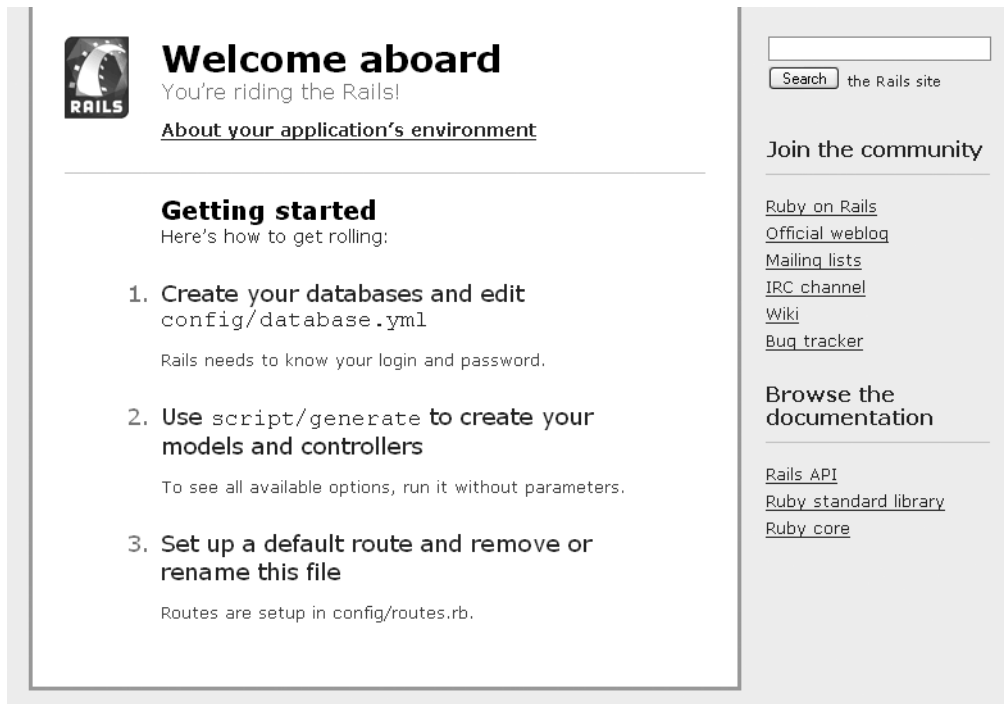 RAILS
Welcome aboard
You're riding the Rails!
About your application's environment
Getting started
Here's how to get rolling:
1. Create your databases and edit
config/database.yml
Rails needs to know your login and password.
2. Use script/generate to create your
models and controllers
To see all available options, run it without parameters.
3. Set up a default route and remove or
rename this file
Routes are setup in config/routes.rb.
Search the Rails site
Join the community
Ruby on Rails
Official weblog
Mailing lists
IRC channel
Wiki
Bug tracker
Browse the
documentation
Rails API
Ruby standard library
Ruby core